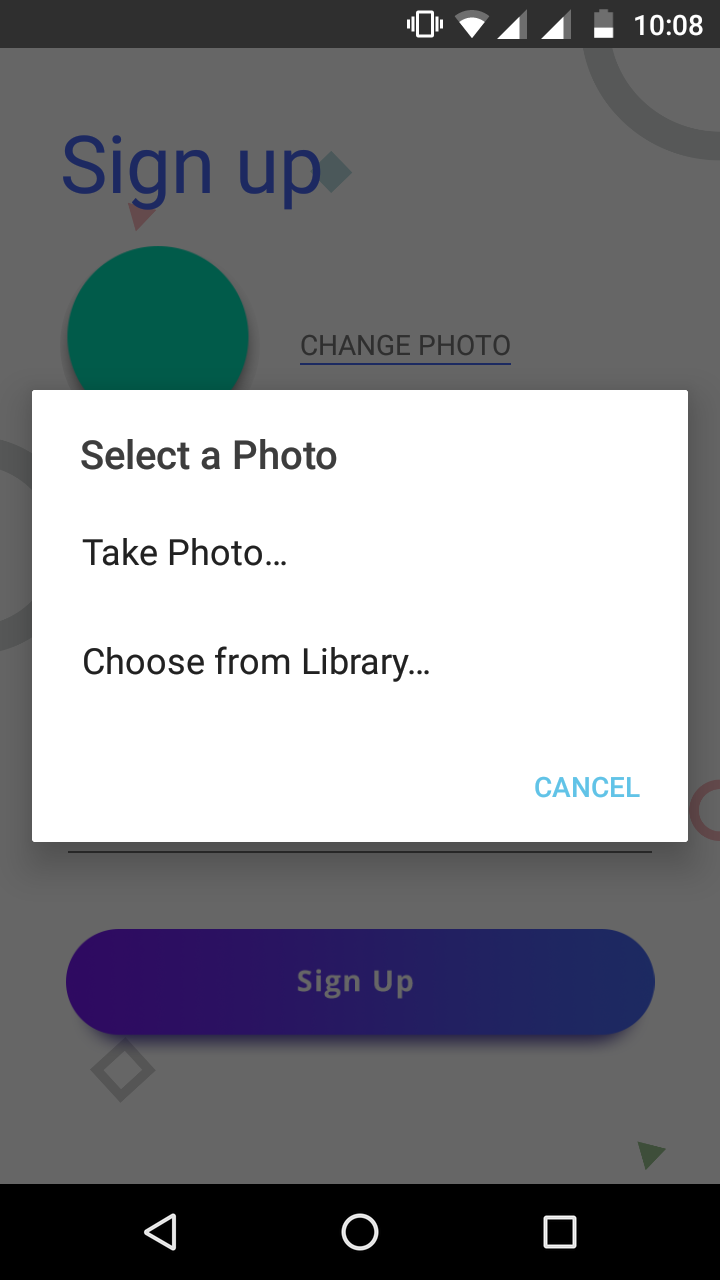 10:08
Sign up
CHANGE PHOTO
Select a Photo
Take Photo…
Choose from Library…
CANCEL
Sign Up